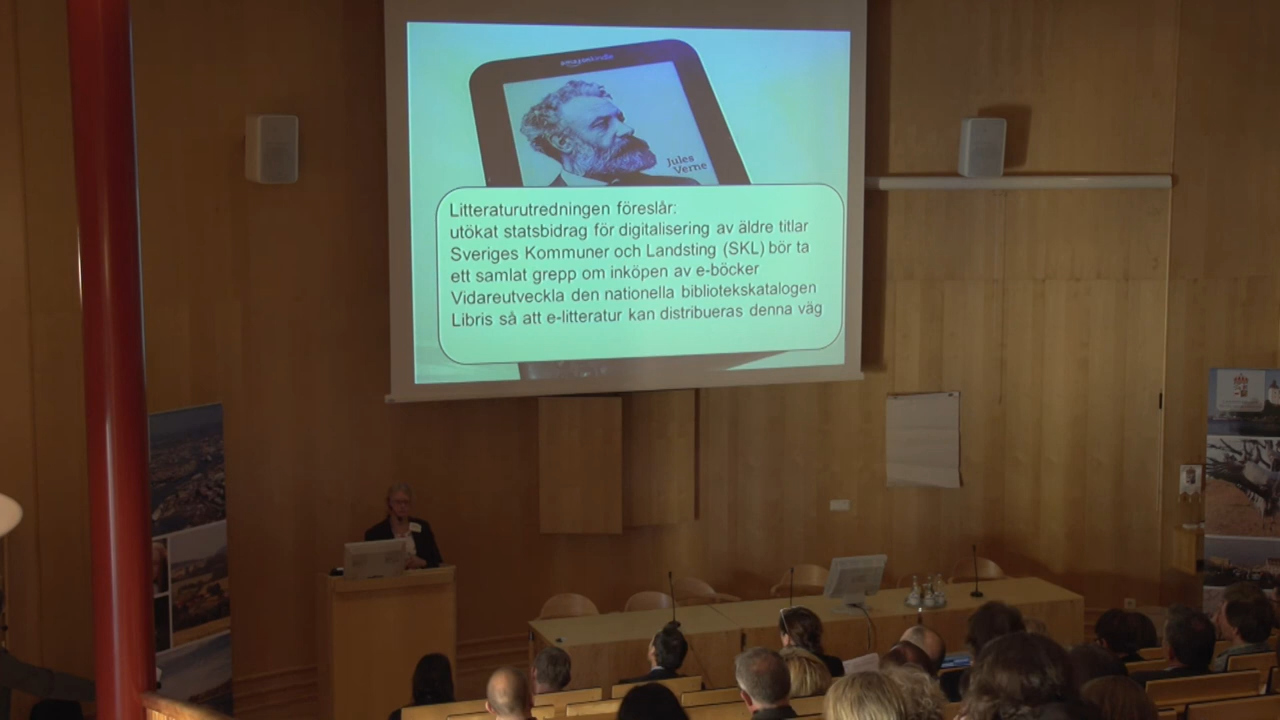 amazonkindle
Jules
Verne
Litteraturutredningen föreslår:
utökat statsbidrag för digitalisering av äldre titlar
Sveriges Kommuner och Landsting (SKL) bör ta
ett samlat grepp om inköpen av e-böcker
Vidareutveckla den nationella bibliotekskatalogen
Libris så att e-litteratur kan distribueras denna väg